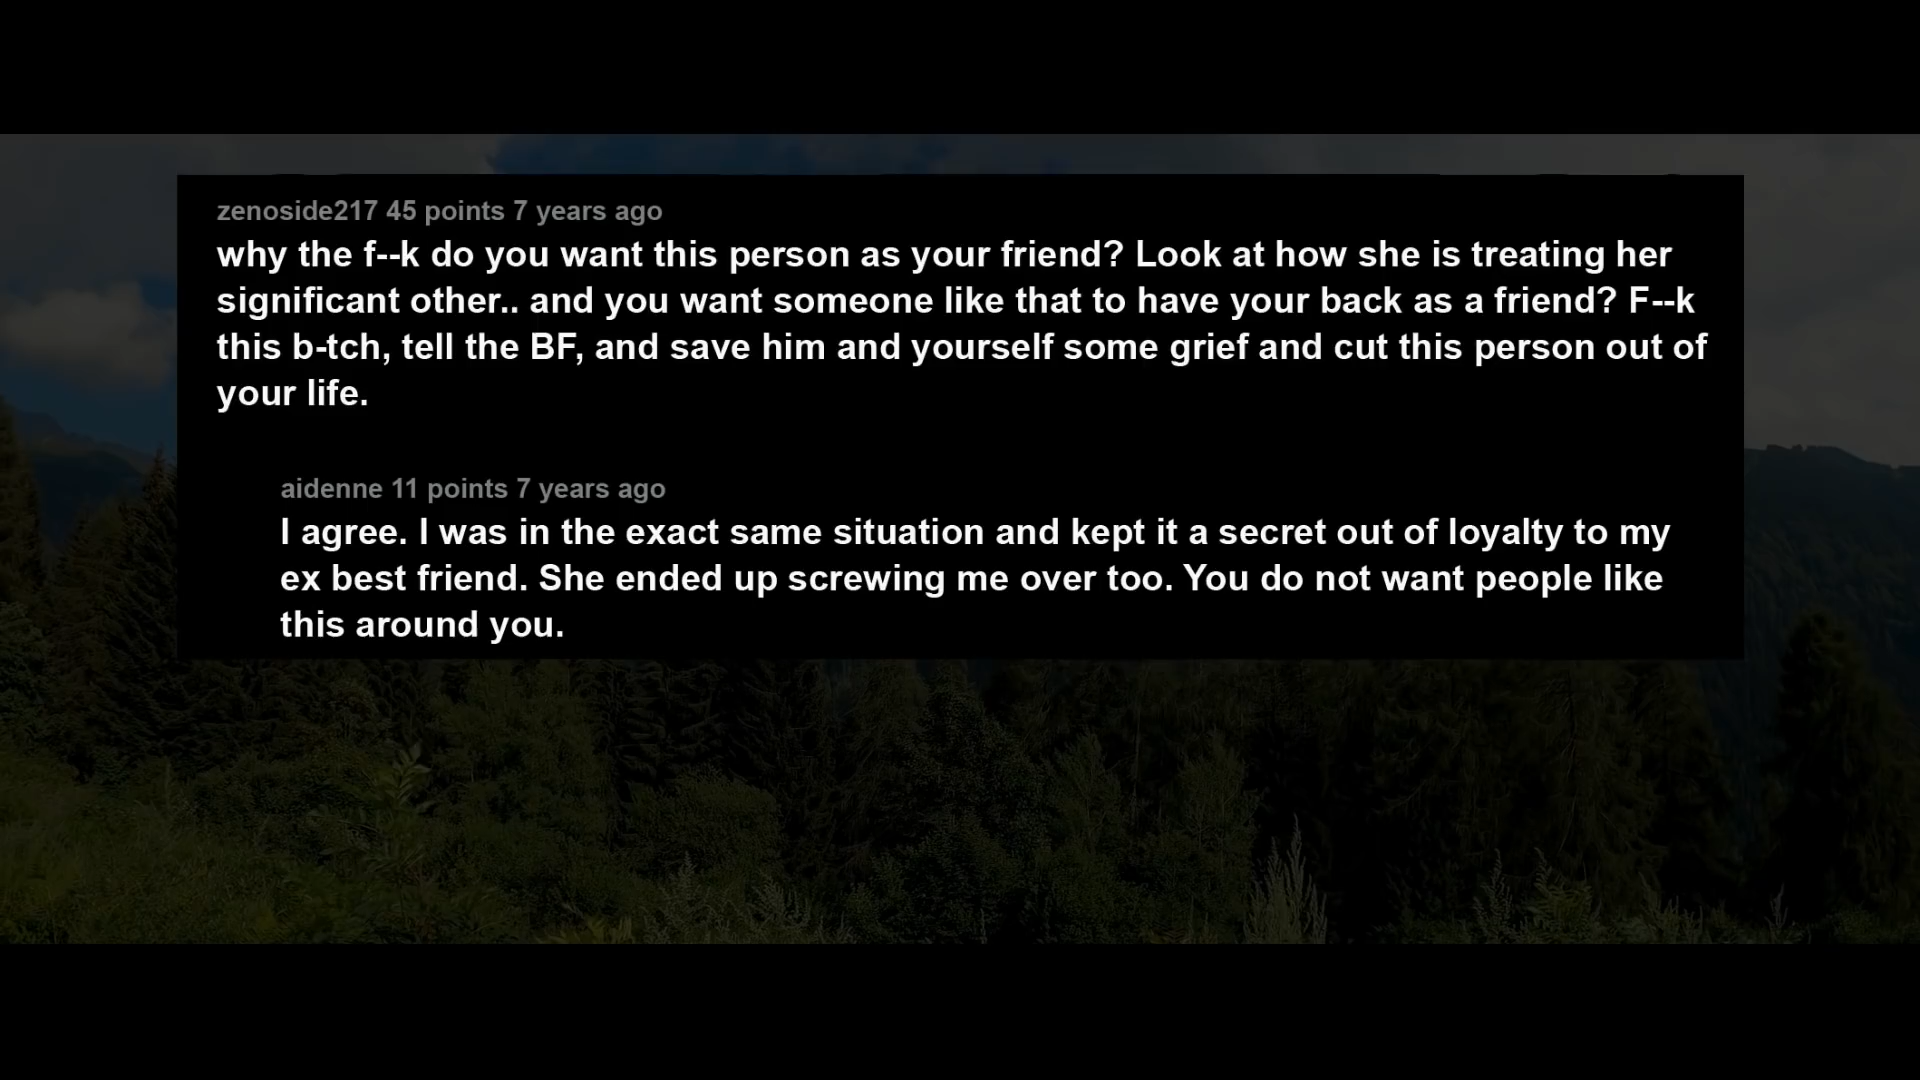 zenoside217 45 points 7 years ago
why the f--k do you want this person as your friend? Look at how she is treating her
significant other.. and you want someone like that to have your back as a friend? F--k
this b-tch, tell the BF, and save him and yourself some grief and cut this person out of
your life.
aidenne 11 points 7 years ago
I agree. I was in the exact same situation and kept it a secret out of loyalty to my
ex best friend. She ended up screwing me over too. You do not want people like
this around you.